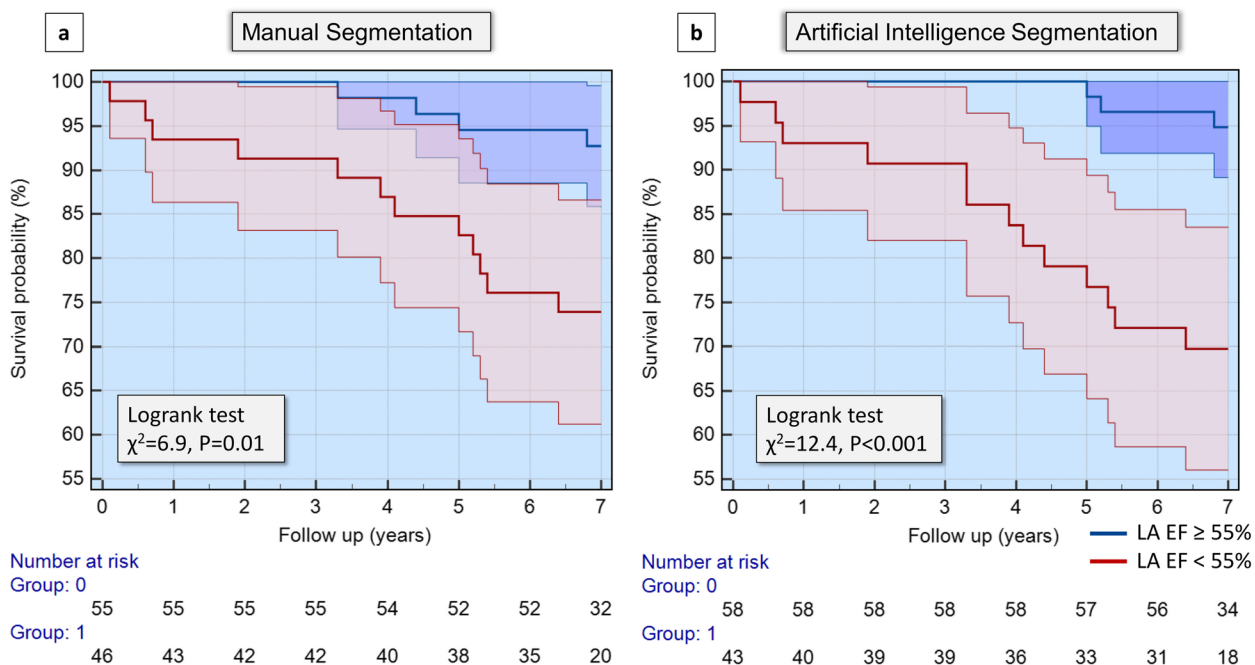 a
Manual Segmentation
100
95
90
85
80
75
70
65
60
55
Survival probability (%)
Logrank test
χ²=6.9, P=0.01
0 1 2 3 4 5 6 7
Follow up (years)
Number at risk
Group: 0
55 55 55 55 54 52 52 32
Group: 1
46 43 42 42 40 38 35 20
b
Artificial Intelligence Segmentation
100
95
90
85
80
75
70
65
60
55
Survival probability (%)
Logrank test
χ²=12.4, P<0.001
0 1 2 3 4 5 6 7
Follow up (years)
LA EF ≥ 55%
LA EF < 55%
Number at risk
Group: 0
58 58 58 58 58 57 56 34
Group: 1
43 40 39 39 36 33 31 18